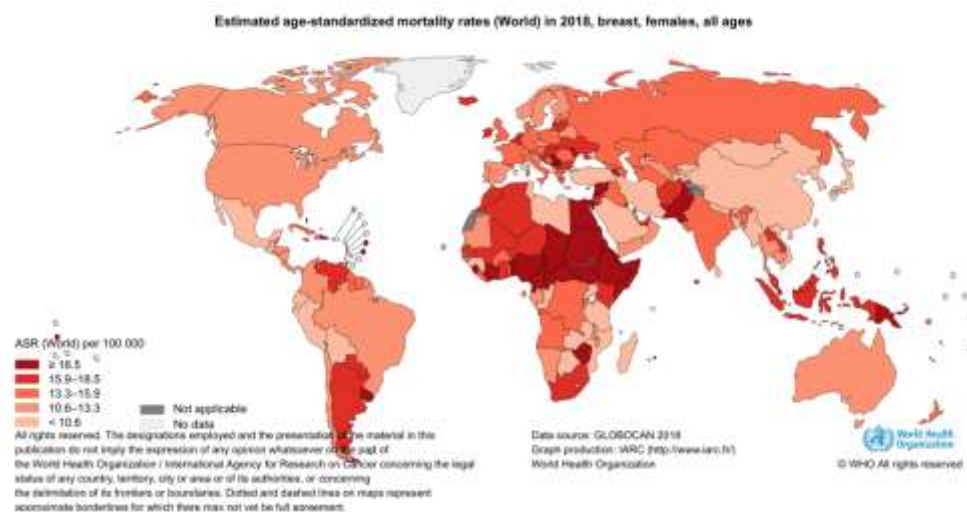 Estimated age-standardized mortality rates (World) in 2018, breast, females, all ages
ASR (World) per 100 000
≥ 18.5
15.9–18.5
13.3–15.9
10.6–13.3
< 10.6
Not applicable
No data
All rights reserved. The designations employed and the presentation of the material in this
publication do not imply the expression of any opinion whatsoever on the part of
the World Health Organization / International Agency for Research on Cancer concerning the legal
status of any country, territory, city or area or of its authorities, or concerning
the delimitation of its frontiers or boundaries. Dotted and dashed lines on maps represent
approximate borderlines for which there may not yet be full agreement.
Data source: GLOBOCAN 2018
Graph production: IARC (http://www.iarc.fr/)
World Health Organization
World Health
Organization
© WHO All rights reserved